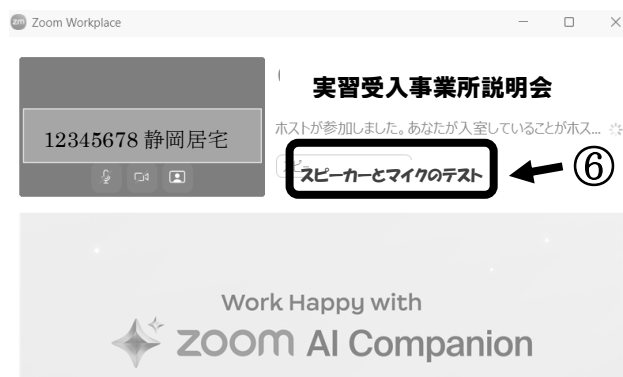 Zoom Workplace
実習受入事業所説明会
12345678 静岡居宅
ホストが参加しました。あなたが入室していることがホス...
スピーカーとマイクのテスト
⑥
Work Happy with
zoom AI Companion